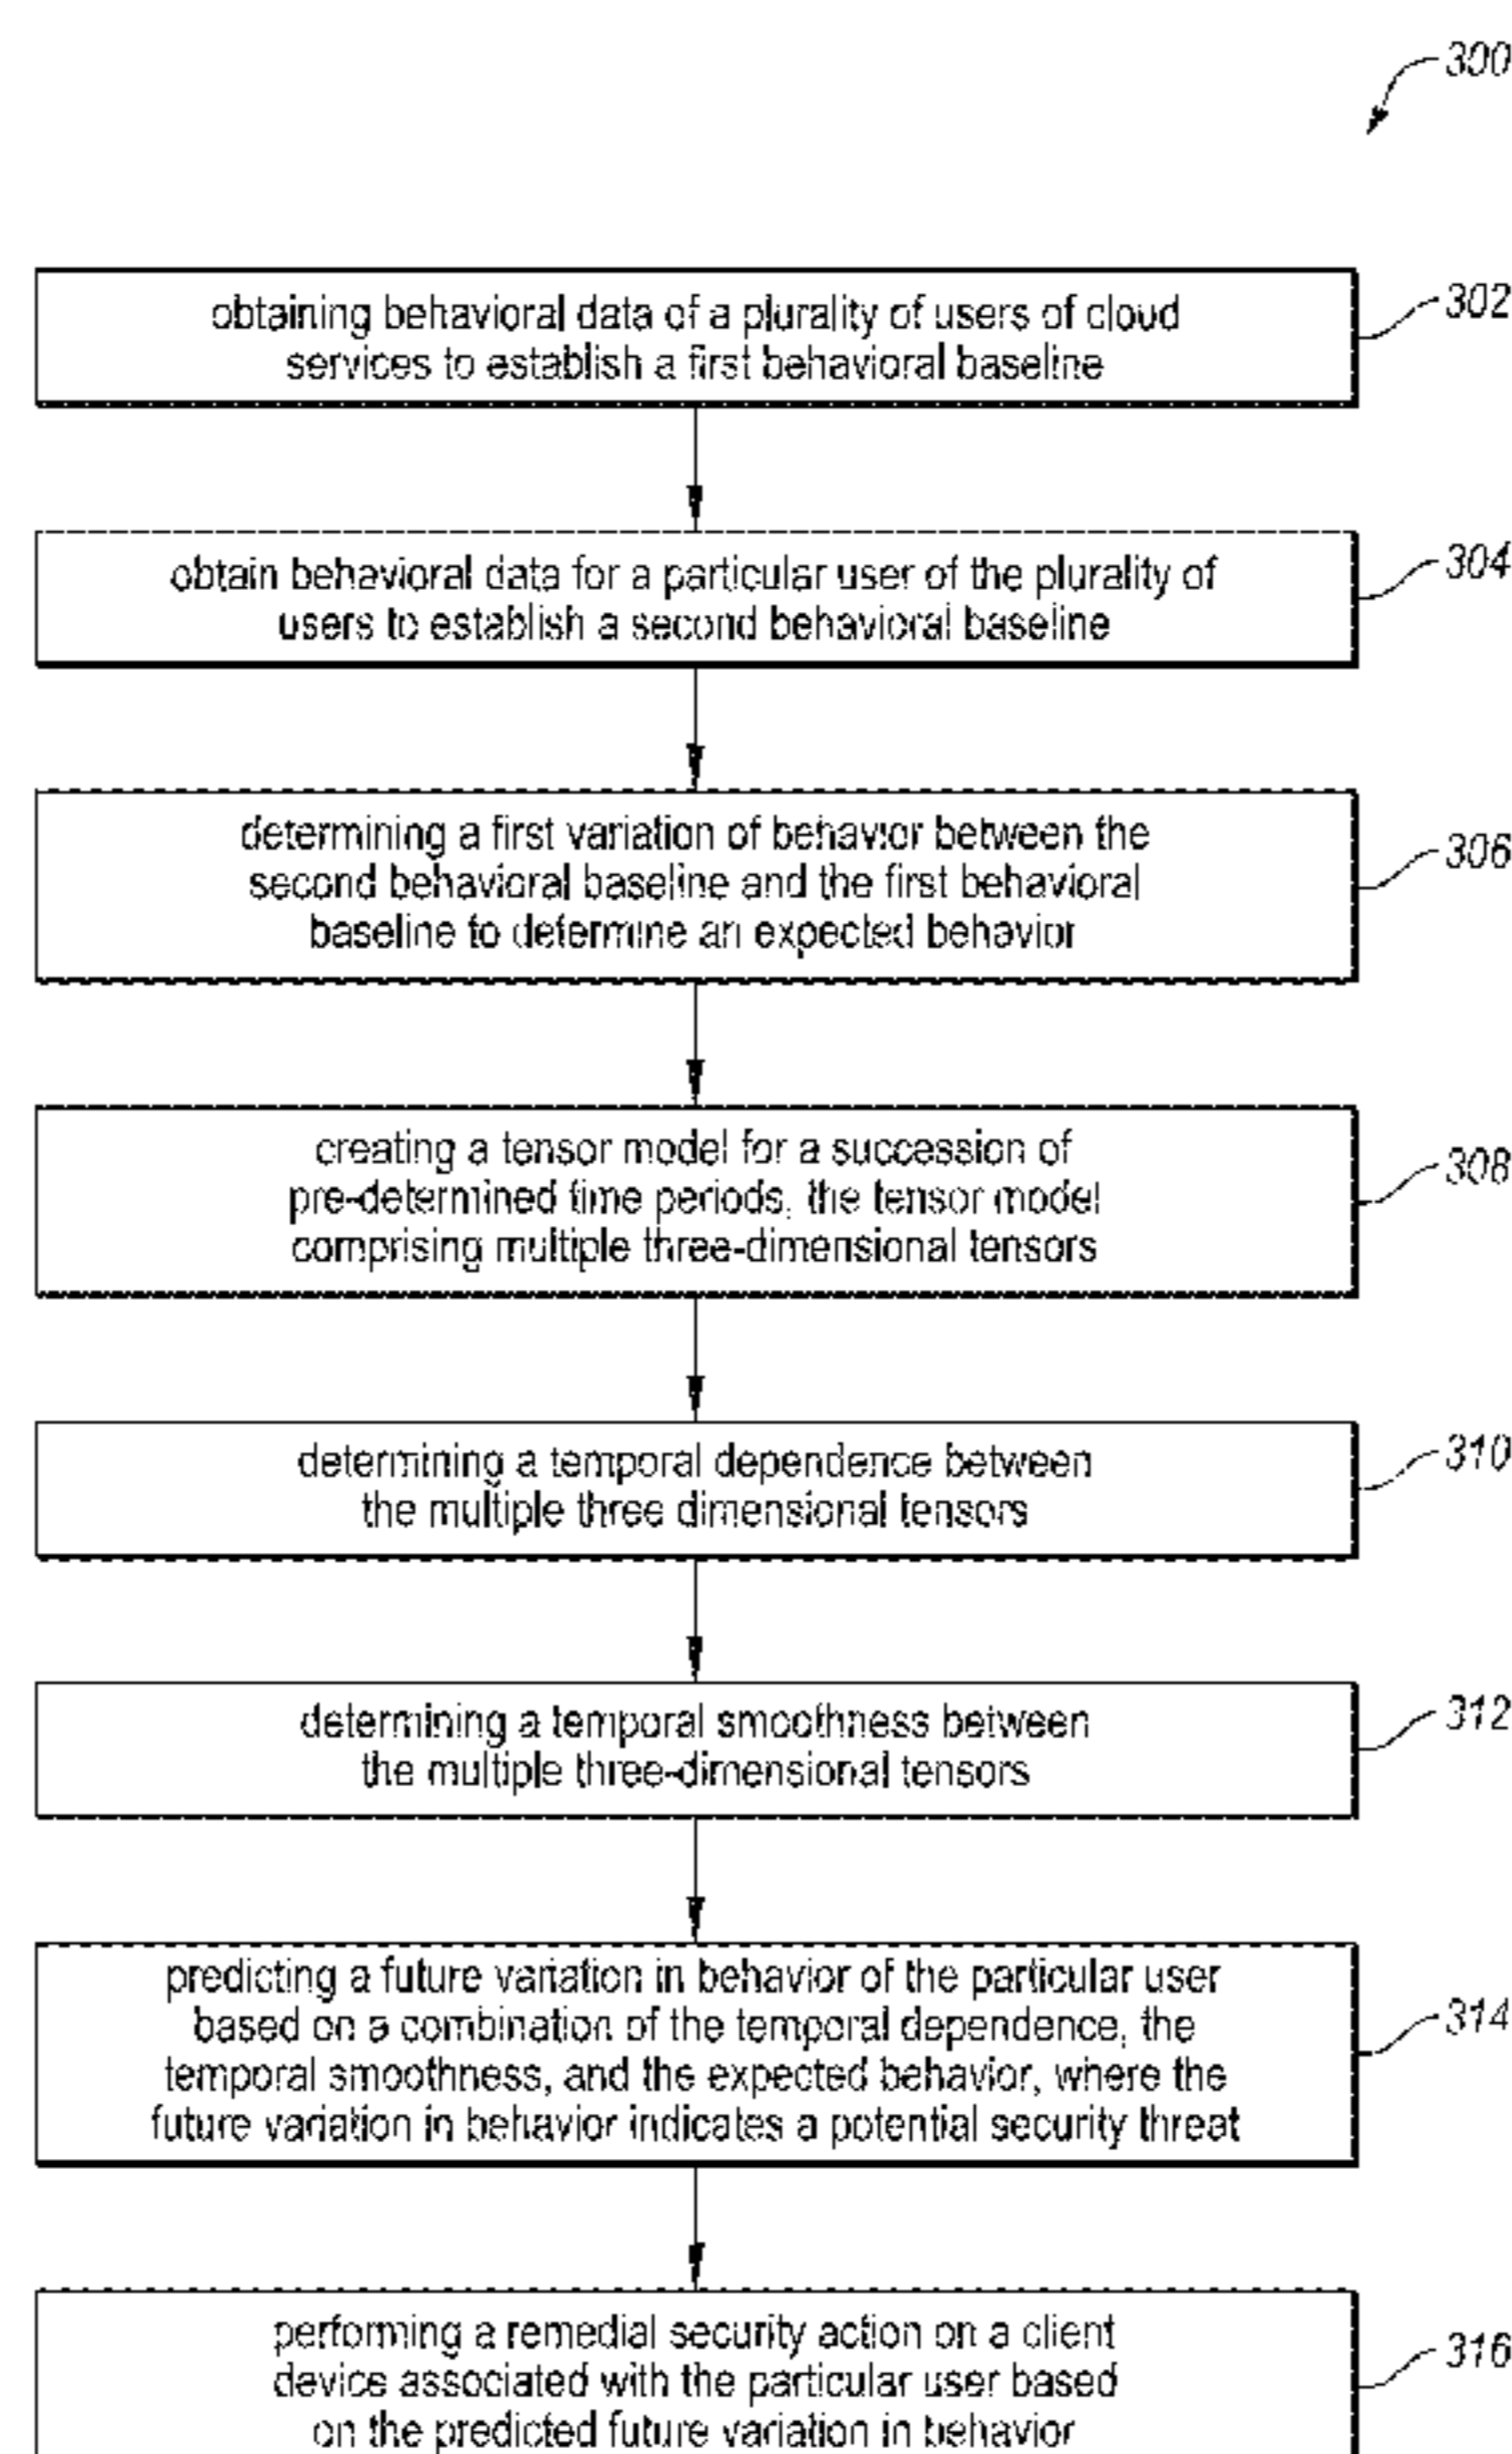 300
obtaining behavioral data of a plurality of users of cloud
services to establish a first behavioral baseline
302
obtain behavioral data for a particular user of the plurality of
users to establish a second behavioral baseline
304
determining a first variation of behavior between the
second behavioral baseline and the first behavioral
baseline to determine an expected behavior
306
creating a tensor model for a succession of
pre-determined time periods, the tensor model
comprising multiple three-dimensional tensors
308
determining a temporal dependence between
the multiple three dimensional tensors
310
determining a temporal smoothness between
the multiple three-dimensional tensors
312
predicting a future variation in behavior of the particular user
based on a combination of the temporal dependence, the
temporal smoothness, and the expected behavior, where the
future variation in behavior indicates a potential security threat
314
performing a remedial security action on a client
device associated with the particular user based
on the predicted future variation in behavior
316